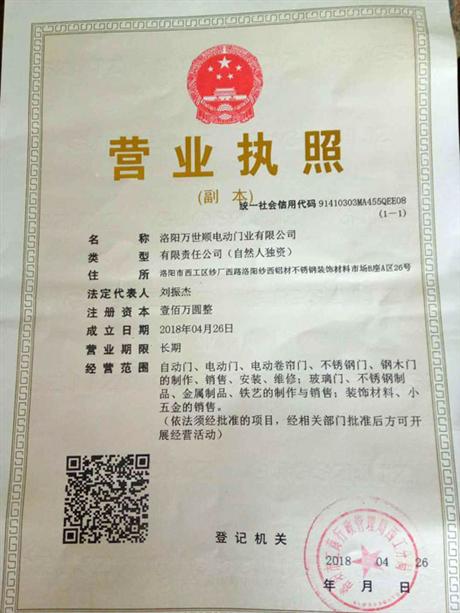 营业执照
(副 本)
统一社会信用代码 91410303MA455QEE08
(1-1)
名 称 洛阳万世顺电动门业有限公司
类 型 有限责任公司(自然人独资)
住 所 洛阳市西工区纱厂西路洛阳纱西铝材不锈钢装饰材料市场B座A区26号
法定代表人 刘振杰
注册资本 壹佰万圆整
成立日期 2018年04月26日
营业期限 长期
经营范围 自动门、电动门、电动卷帘门、不锈钢门、钢木门
的制作、销售、安装、维修;玻璃门、不锈钢制
品、金属制品、铁艺的制作与销售;装饰材料、小
五金的销售。
(依法须经批准的项目,经相关部门批准后方可开
展经营活动)
登记机关
2018 04 26
年 月 日